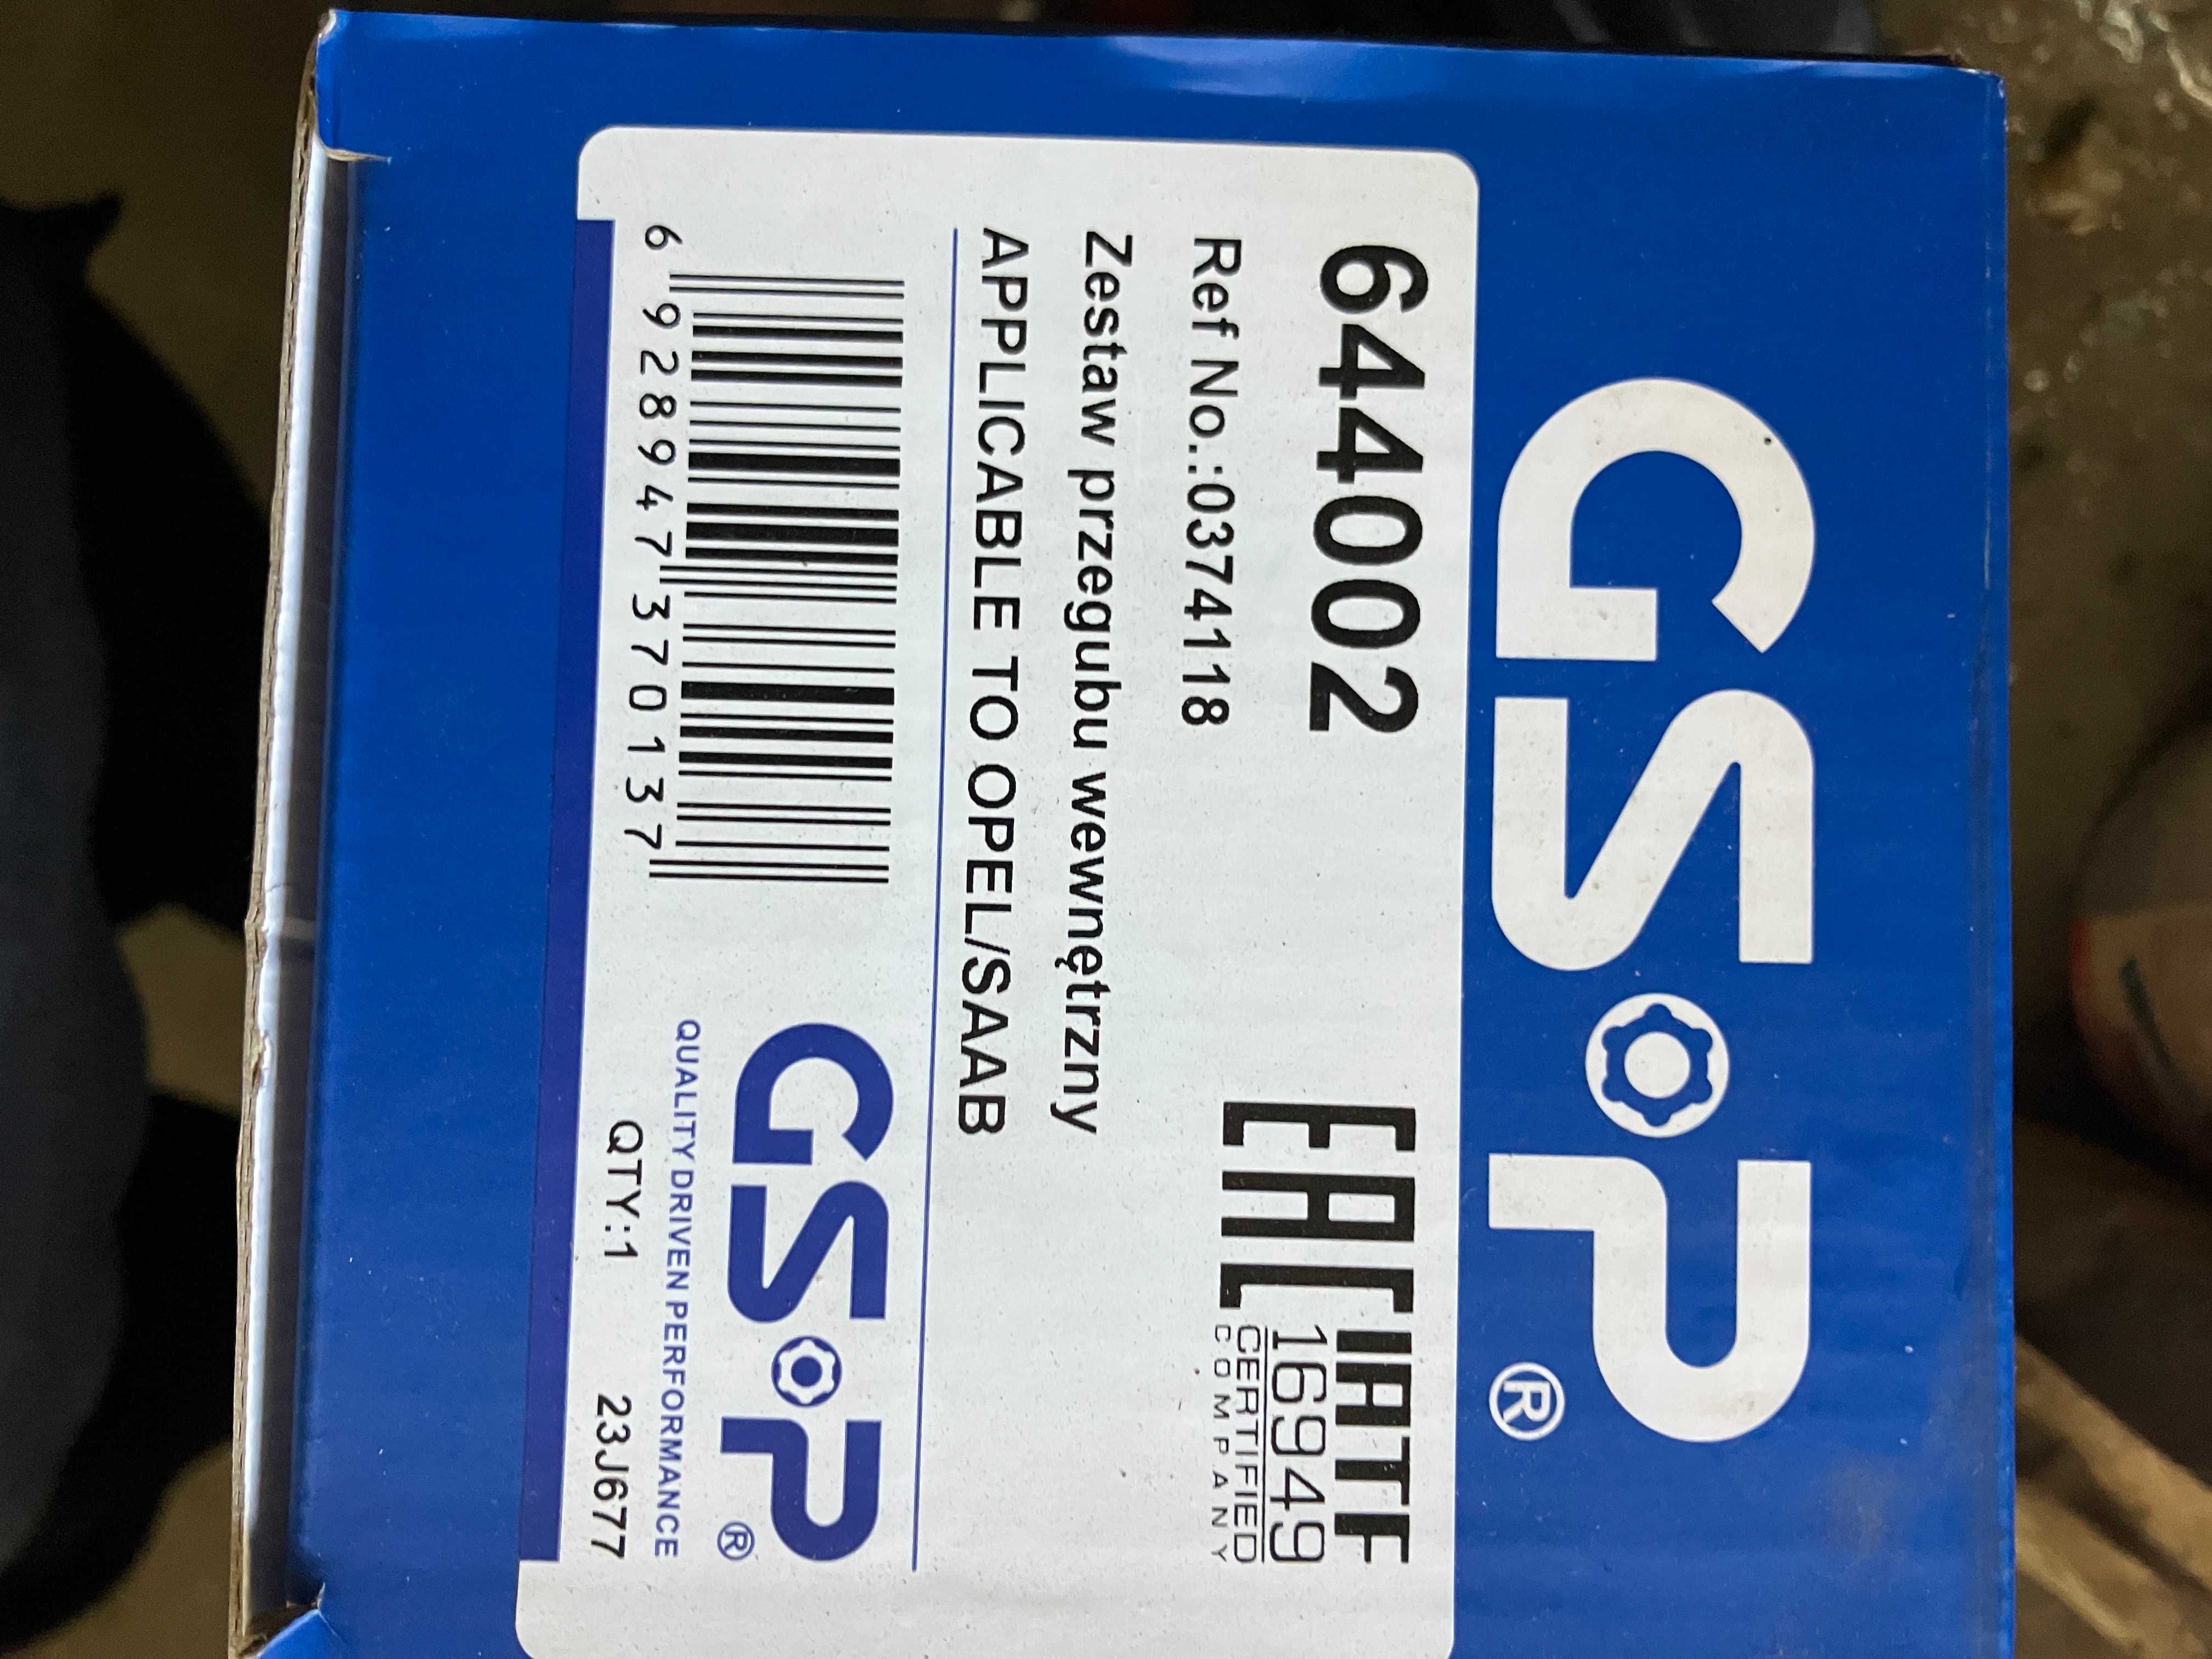 GSP®
644002
EAC
IATF
16949
CERTIFIED
COMPANY
Ref No.:0374118
Zestaw przegubu wewnętrzny
APPLICABLE TO OPEL/SAAB
6 928947 370137
GSP®
QUALITY DRIVEN PERFORMANCE
QTY:1 23J677